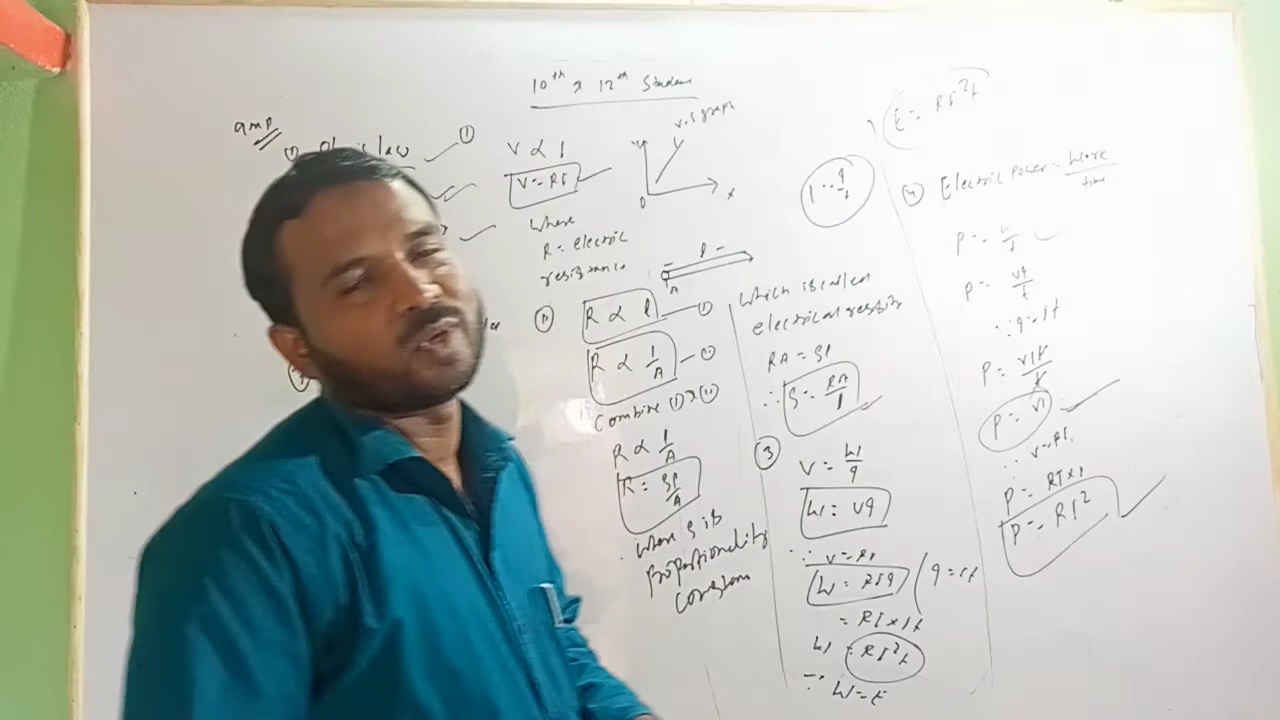 10th & 12th Student
amp
① Ohm's law
①
V ∝ I
V = RI
where
R = electric
resistance
V-I graph
V
O
X
②
l
A
R ∝ l — ①
R ∝ 1/A — ②
Combine ① & ②
R ∝ l/A
R = ρl/A
where ρ is
proportionality
constant
I = q/t
which is called
electrical
RA = ρl
∴ ρ = RA/l
③
V = W/q
W = Vq
∵ V = RI
W = RIq
q = It
= RI × It
W = RI²t
∵ W = E
E = RI²t
④ Electric Power = Work/time
P = W/t
P = Vq/t
∵ q = It
P = VIt/t
P = VI
∵ V = RI
P = RI × I
P = RI²